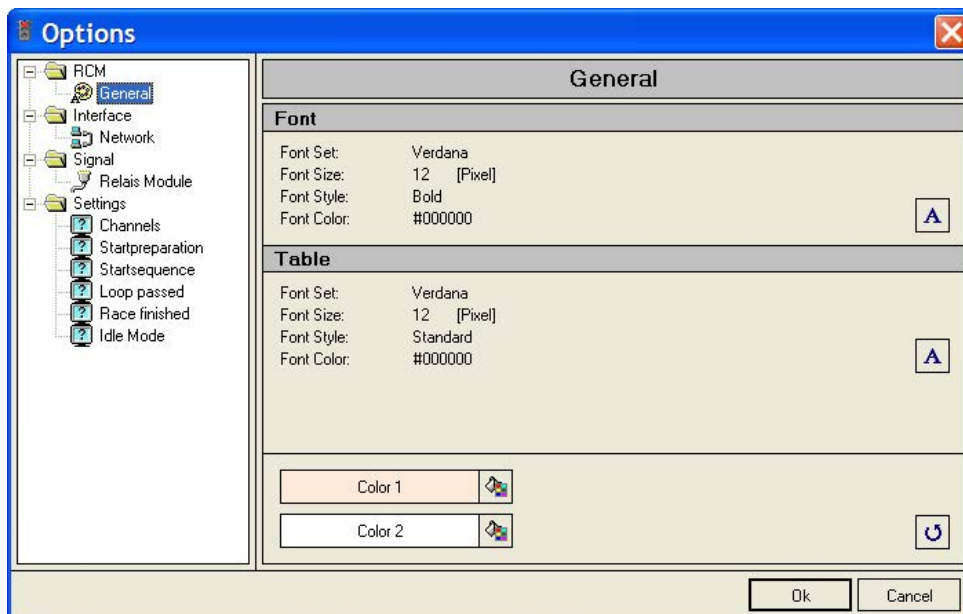 Options
RCM
General
Interface
Network
Signal
Relais Module
Settings
Channels
Startpreparation
Startsequence
Loop passed
Race finished
Idle Mode
General
Font
Font Set: Verdana
Font Size: 12 [Pixel]
Font Style: Bold
Font Color: #000000
A
Table
Font Set: Verdana
Font Size: 12 [Pixel]
Font Style: Standard
Font Color: #000000
A
Color 1
Color 2
Ok Cancel